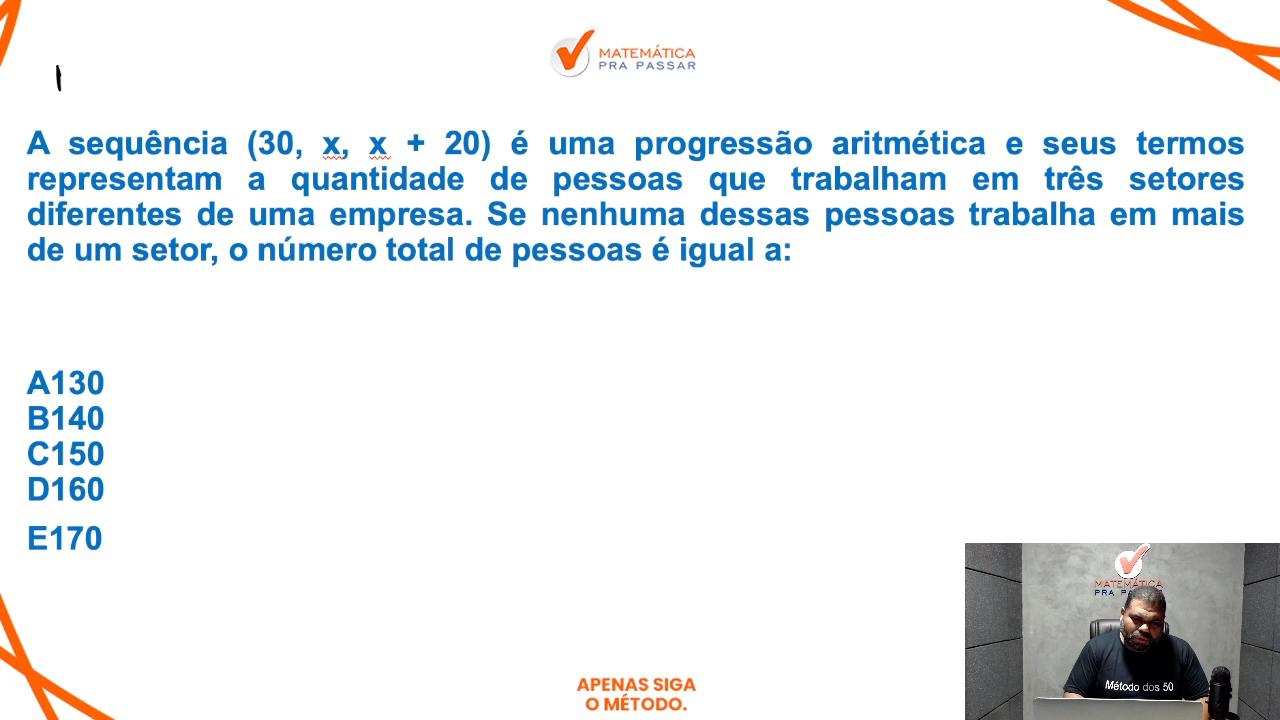 MATEMÁTICA
PRA PASSAR
A sequência (30, x, x + 20) é uma progressão aritmética e seus termos
representam a quantidade de pessoas que trabalham em três setores
diferentes de uma empresa. Se nenhuma dessas pessoas trabalha em mais
de um setor, o número total de pessoas é igual a:
A130
B140
C150
D160
E170
MATEMÁTICA
PRA PA
Método dos 50
APENAS SIGA
O MÉTODO.